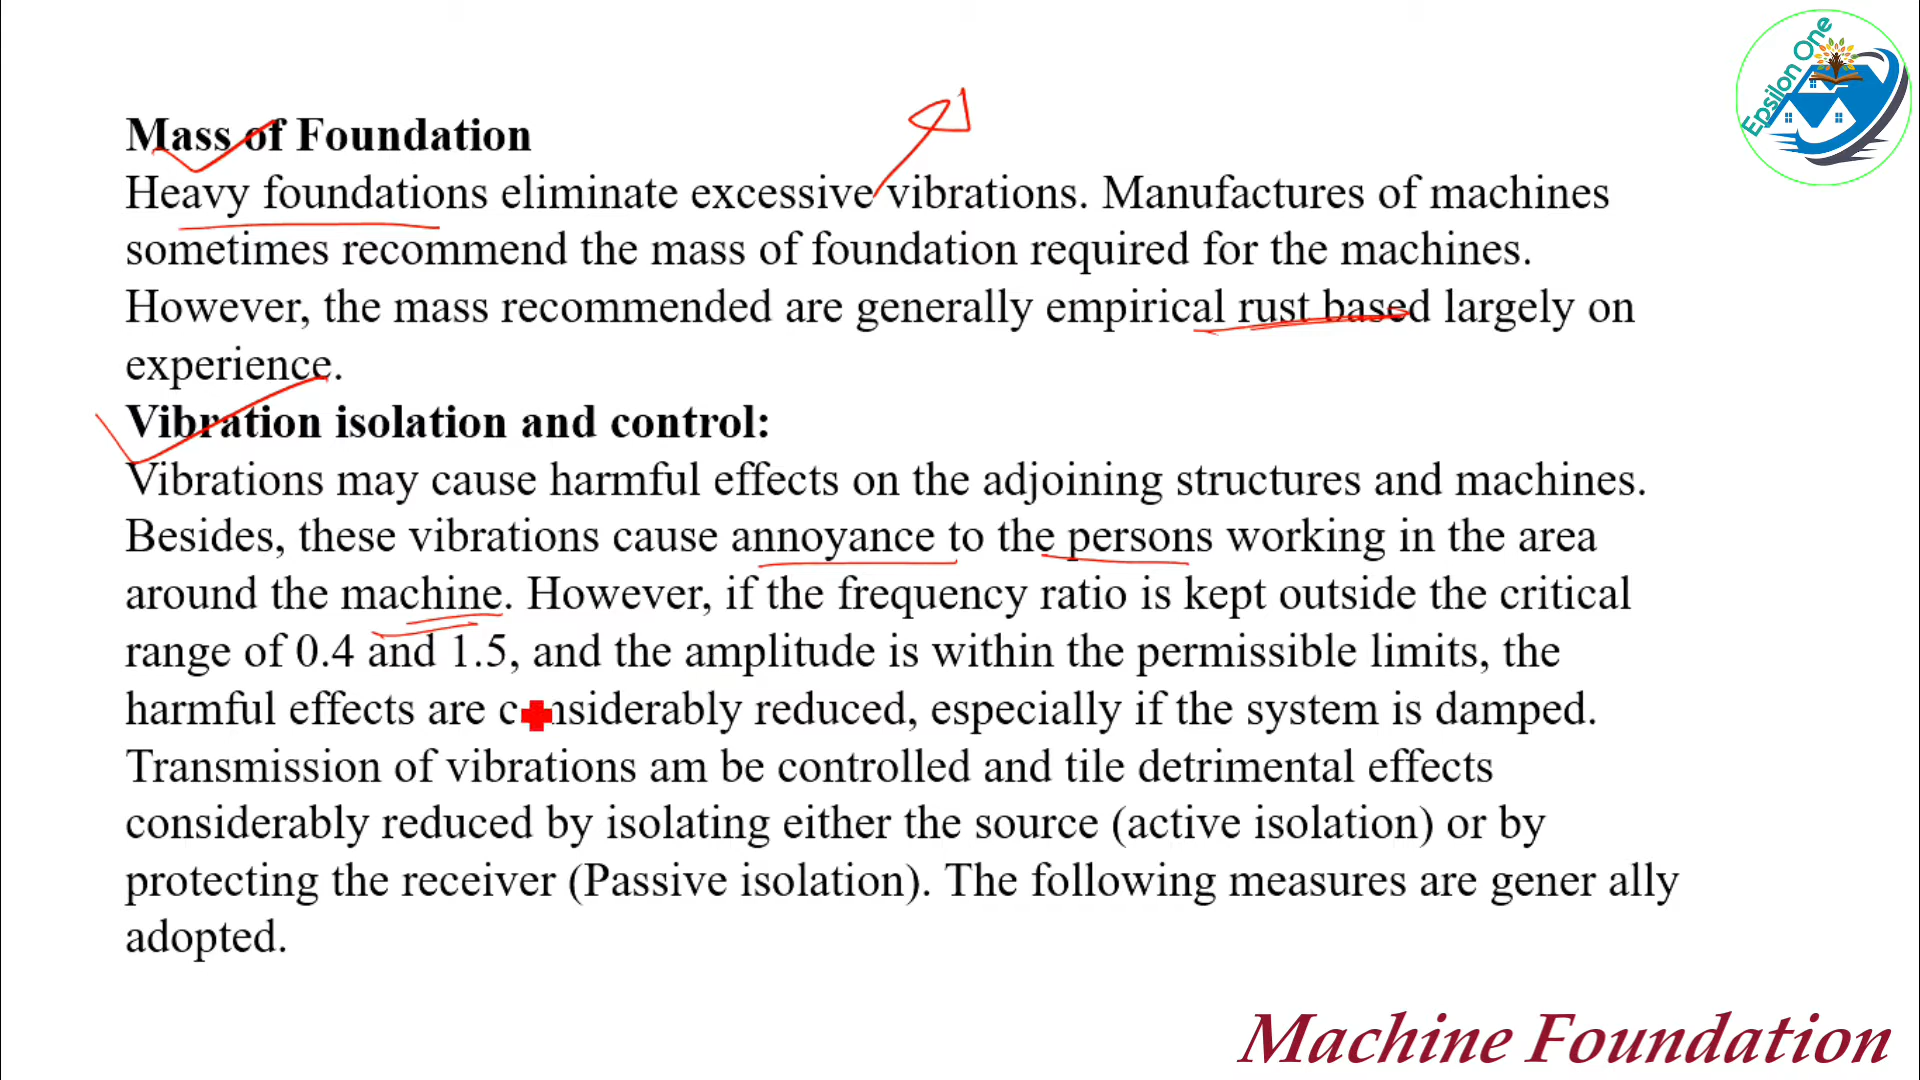 Epsilon One
Mass of Foundation
Heavy foundations eliminate excessive vibrations. Manufactures of machines
sometimes recommend the mass of foundation required for the machines.
However, the mass recommended are generally empirical rust based largely on
experience.
Vibration isolation and control:
Vibrations may cause harmful effects on the adjoining structures and machines.
Besides, these vibrations cause annoyance to the persons working in the area
around the machine. However, if the frequency ratio is kept outside the critical
range of 0.4 and 1.5, and the amplitude is within the permissible limits, the
harmful effects are considerably reduced, especially if the system is damped.
Transmission of vibrations am be controlled and tile detrimental effects
considerably reduced by isolating either the source (active isolation) or by
protecting the receiver (Passive isolation). The following measures are gener ally
adopted.
Machine Foundation